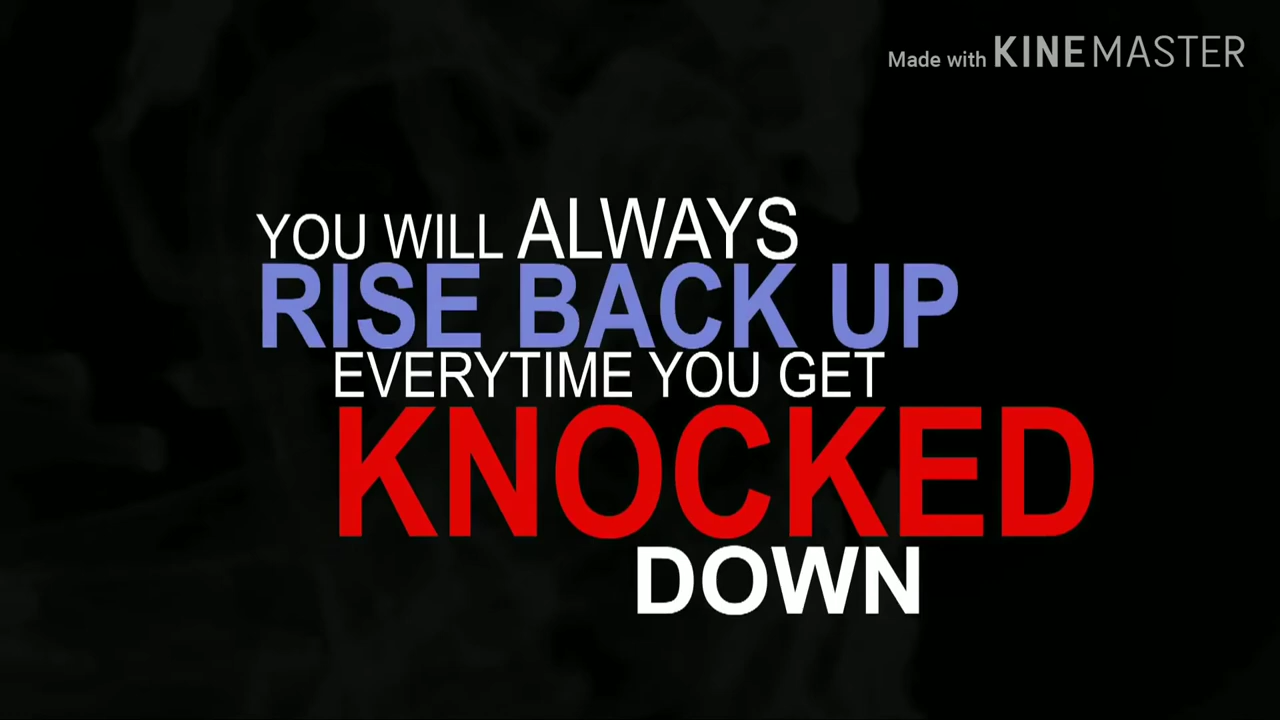 Made with KINEMASTER
YOU WILL ALWAYS
RISE BACK UP
EVERYTIME YOU GET
KNOCKED
DOWN